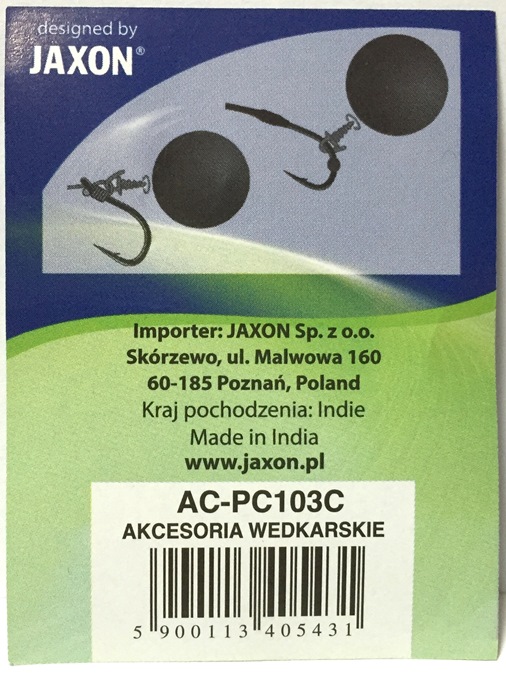 designed by
JAXON®
Importer: JAXON Sp. z o.o.
Skórzewo, ul. Malwowa 160
60-185 Poznań, Poland
Kraj pochodzenia: Indie
Made in India
www.jaxon.pl
AC-PC103C
AKCESORIA WEDKARSKIE
5 900113 405431